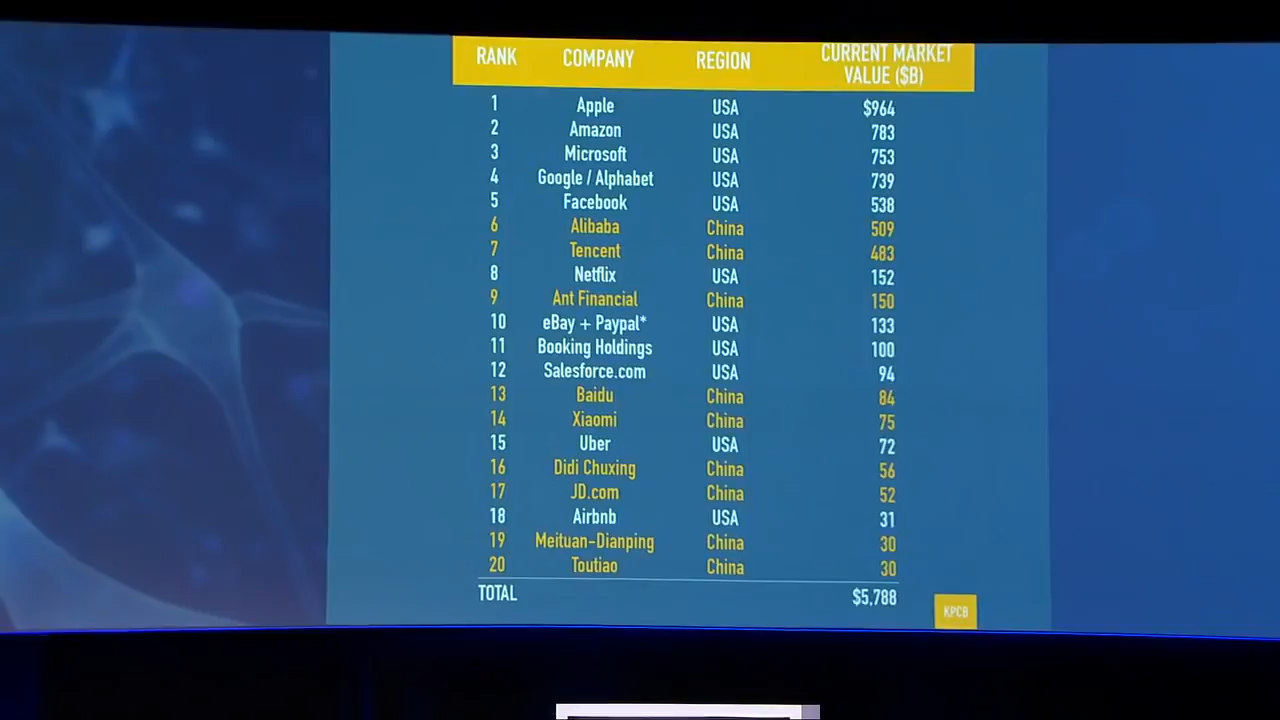 RANK COMPANY REGION CURRENT MARKET VALUE ($B)
1 Apple USA $964
2 Amazon USA 783
3 Microsoft USA 753
4 Google / Alphabet USA 739
5 Facebook USA 538
6 Alibaba China 509
7 Tencent China 483
8 Netflix USA 152
9 Ant Financial China 150
10 eBay + Paypal* USA 133
11 Booking Holdings USA 100
12 Salesforce.com USA 94
13 Baidu China 84
14 Xiaomi China 75
15 Uber USA 72
16 Didi Chuxing China 56
17 JD.com China 52
18 Airbnb USA 31
19 Meituan-Dianping China 30
20 Toutiao China 30
TOTAL $5,788
KPCB